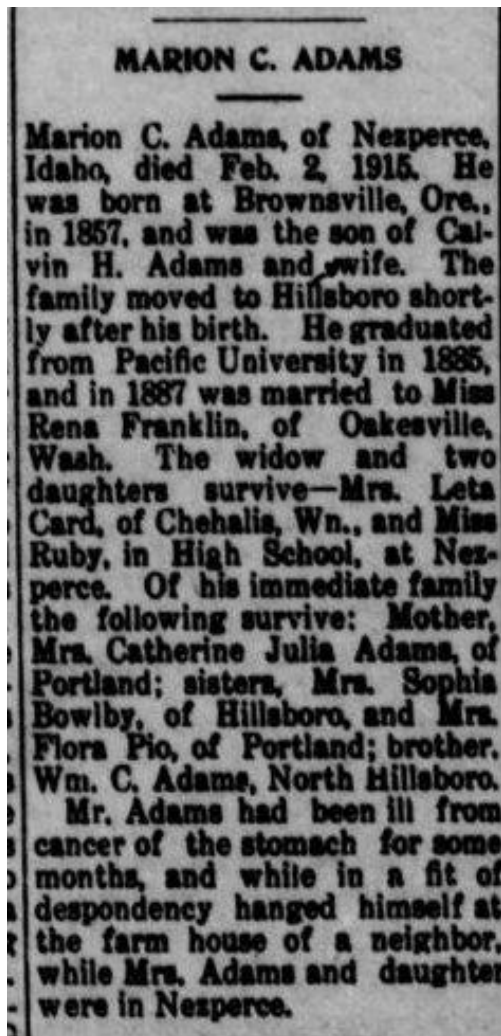 MARION C. ADAMS
Marion C. Adams, of Nezperce,
Idaho, died Feb. 2, 1915. He
was born at Brownsville, Ore.,
in 1857, and was the son of Cal-
vin H. Adams and wife. The
family moved to Hillsboro short-
ly after his birth. He graduated
from Pacific University in 1885,
and in 1887 was married to Miss
Rena Franklin, of Oakesville,
Wash. The widow and two
daughters survive—Mrs. Leta
Card, of Chehalis, Wn., and Miss
Ruby, in High School, at Nez-
perce. Of his immediate family
the following survive: Mother,
Mrs. Catherine Julia Adams, of
Portland; sisters, Mrs. Sophia
Bowlby, of Hillsboro, and Mrs.
Flora Pio, of Portland; brother,
Wm. C. Adams, North Hillsboro.
Mr. Adams had been ill from
cancer of the stomach for some
months, and while in a fit of
despondency hanged himself at
the farm house of a neighbor,
while Mrs. Adams and daughter
were in Nezperce.